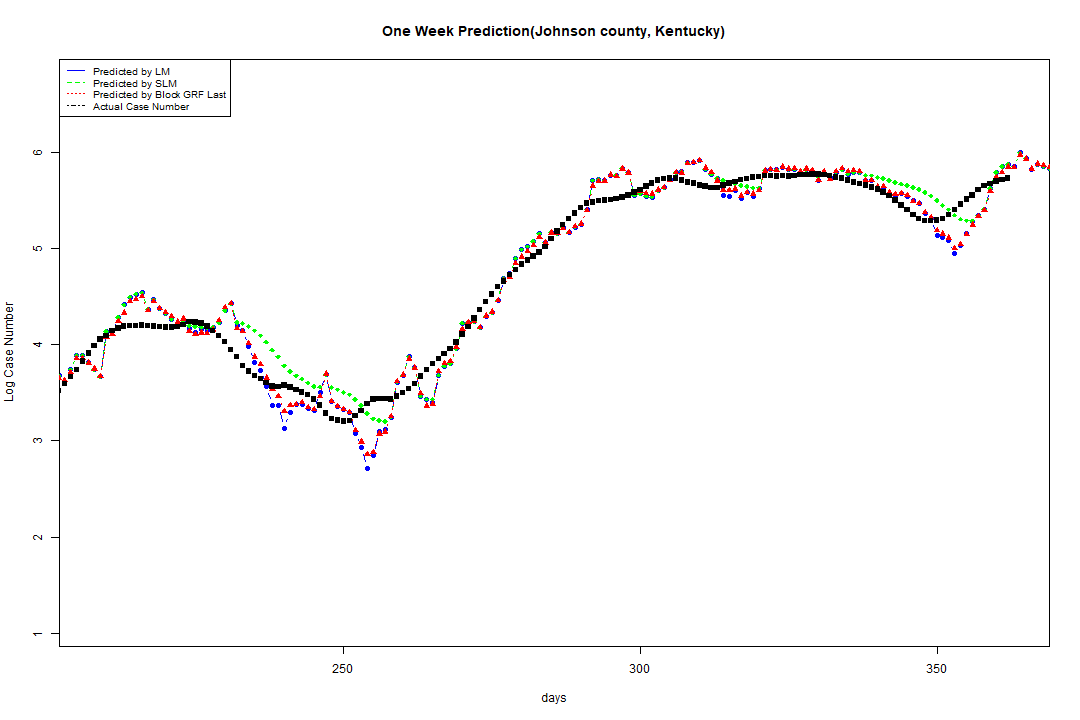 One Week Prediction(Johnson county, Kentucky)
Predicted by LM
Predicted by SLM
Predicted by Block GRF Last
Actual Case Number
Log Case Number
6
5
4
3
2
1
250
300
350
days